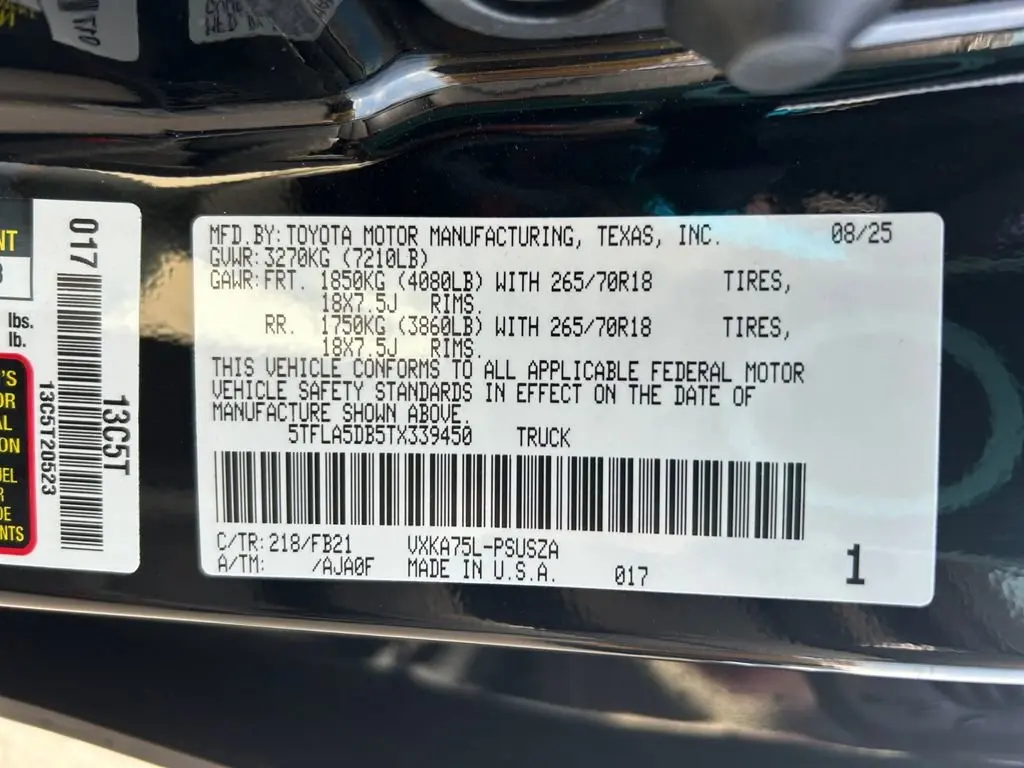 MFD.BY:TOYOTA MOTOR MANUFACTURING, TEXAS, INC. 08/25
GVWR:3270KG (7210LB)
GAWR:FRT. 1850KG (4080LB) WITH 265/70R18 TIRES,
18X7.5J RIMS.
RR. 1750KG (3860LB) WITH 265/70R18 TIRES,
18X7.5J RIMS.
THIS VEHICLE CONFORMS TO ALL APPLICABLE FEDERAL MOTOR
VEHICLE SAFETY STANDARDS IN EFFECT ON THE DATE OF
MANUFACTURE SHOWN ABOVE.
5TFLA5DB5TX339450 TRUCK
C/TR:218/FB21 VXKA75L-PSUSZA
A/TM: /AJA0F MADE IN U.S.A. 017
1
017
13C5T
13C5T20523
lbs.
lb.